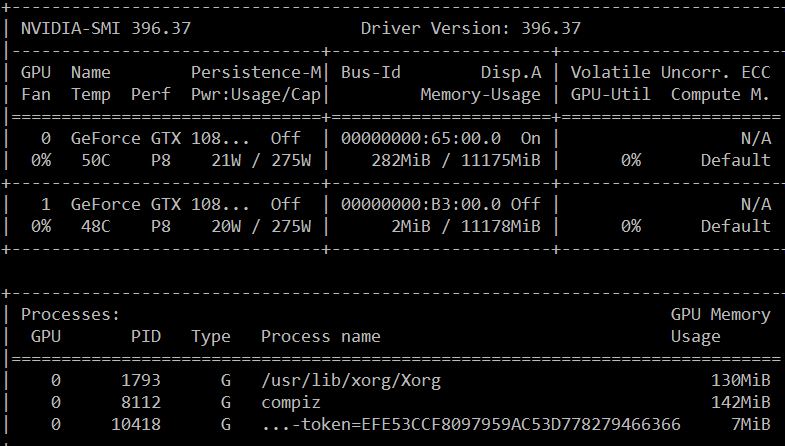 NVIDIA-SMI 396.37                 Driver Version: 396.37
GPU  Name        Persistence-M| Bus-Id        Disp.A | Volatile Uncorr. ECC
Fan  Temp  Perf  Pwr:Usage/Cap|         Memory-Usage | GPU-Util  Compute M.
0  GeForce GTX 108...  Off  | 00000000:65:00.0  On |                  N/A
0%   50C    P8    21W / 275W |    282MiB / 11175MiB |      0%      Default
1  GeForce GTX 108...  Off  | 00000000:B3:00.0 Off |                  N/A
0%   48C    P8    20W / 275W |      2MiB / 11178MiB |      0%      Default
Processes:                                                       GPU Memory
GPU       PID   Type   Process name                             Usage
0      1793      G   /usr/lib/xorg/Xorg                           130MiB
0      8112      G   compiz                                       142MiB
0     10418      G   ...-token=EFE53CCF8097959AC53D778279466366     7MiB